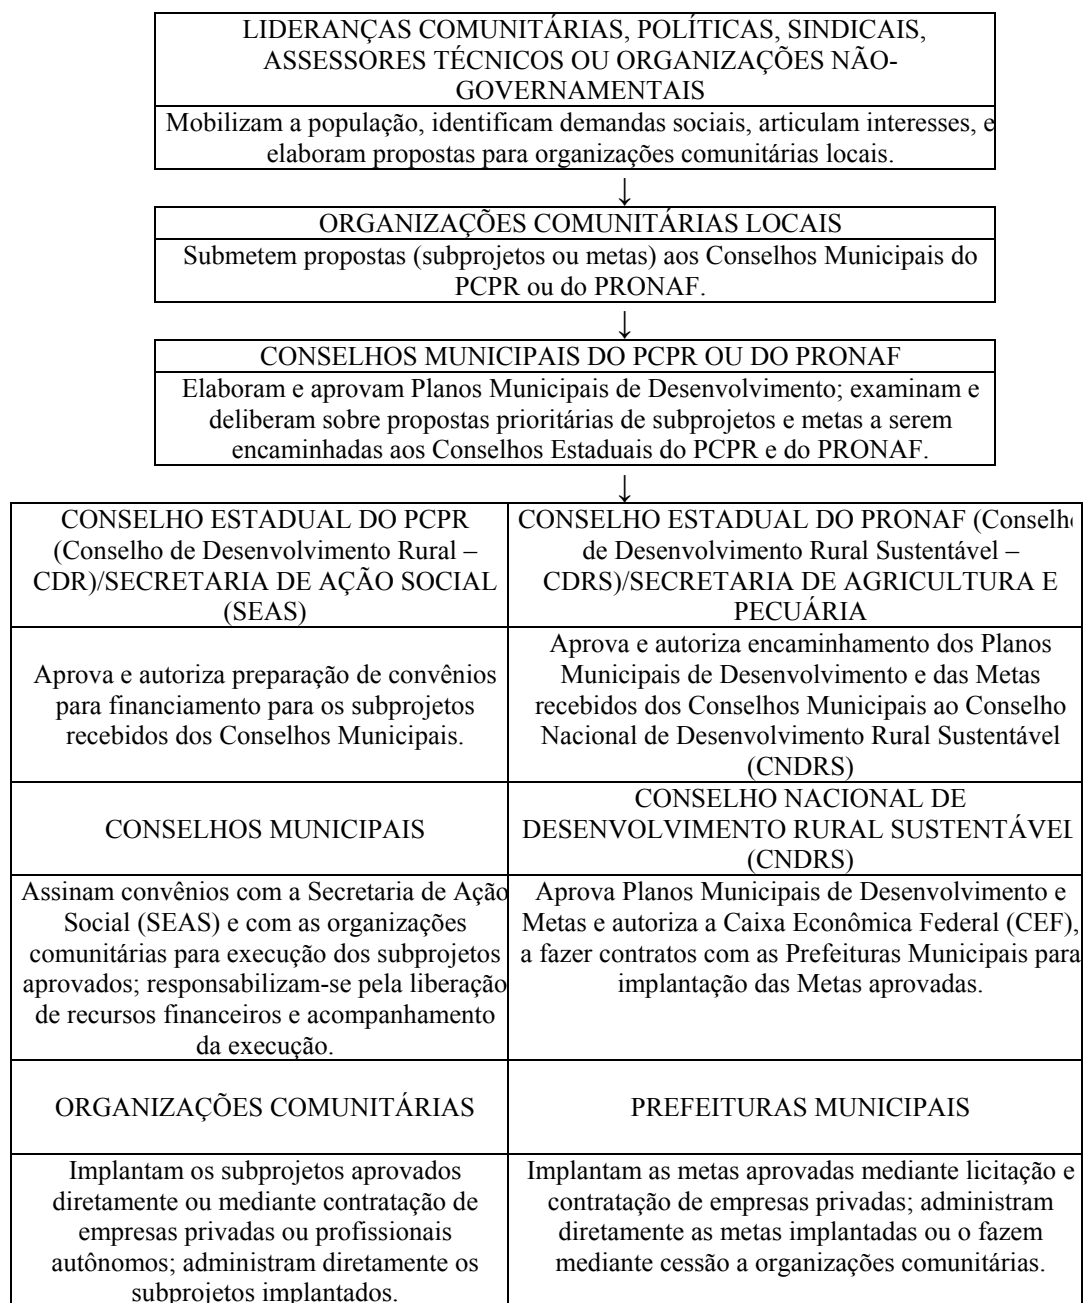 LIDERANÇAS COMUNITÁRIAS, POLÍTICAS, SINDICAIS,
ASSESSORES TÉCNICOS OU ORGANIZAÇÕES NÃO-
GOVERNAMENTAIS
Mobilizam a população, identificam demandas sociais, articulam interesses, e
elaboram propostas para organizações comunitárias locais.
↓
ORGANIZAÇÕES COMUNITÁRIAS LOCAIS
Submetem propostas (subprojetos ou metas) aos Conselhos Municipais do
PCPR ou do PRONAF.
↓
CONSELHOS MUNICIPAIS DO PCPR OU DO PRONAF
Elaboram e aprovam Planos Municipais de Desenvolvimento; examinam e
deliberam sobre propostas prioritárias de subprojetos e metas a serem
encaminhadas aos Conselhos Estaduais do PCPR e do PRONAF.
↓
CONSELHO ESTADUAL DO PCPR
(Conselho de Desenvolvimento Rural –
CDR)/SECRETARIA DE AÇÃO SOCIAL
(SEAS)
CONSELHO ESTADUAL DO PRONAF (Conselho
de Desenvolvimento Rural Sustentável –
CDRS)/SECRETARIA DE AGRICULTURA E
PECUÁRIA
Aprova e autoriza preparação de convênios
para financiamento para os subprojetos
recebidos dos Conselhos Municipais.
Aprova e autoriza encaminhamento dos Planos
Municipais de Desenvolvimento e das Metas
recebidos dos Conselhos Municipais ao Conselho
Nacional de Desenvolvimento Rural Sustentável
(CNDRS)
CONSELHOS MUNICIPAIS
CONSELHO NACIONAL DE
DESENVOLVIMENTO RURAL SUSTENTÁVEL
(CNDRS)
Assinam convênios com a Secretaria de Ação
Social (SEAS) e com as organizações
comunitárias para execução dos subprojetos
aprovados; responsabilizam-se pela liberação
de recursos financeiros e acompanhamento
da execução.
Aprova Planos Municipais de Desenvolvimento e
Metas e autoriza a Caixa Econômica Federal (CEF),
a fazer contratos com as Prefeituras Municipais para
implantação das Metas aprovadas.
ORGANIZAÇÕES COMUNITÁRIAS
PREFEITURAS MUNICIPAIS
Implantam os subprojetos aprovados
diretamente ou mediante contratação de
empresas privadas ou profissionais
autônomos; administram diretamente os
subprojetos implantados.
Implantam as metas aprovadas mediante licitação e
contratação de empresas privadas; administram
diretamente as metas implantadas ou o fazem
mediante cessão a organizações comunitárias.